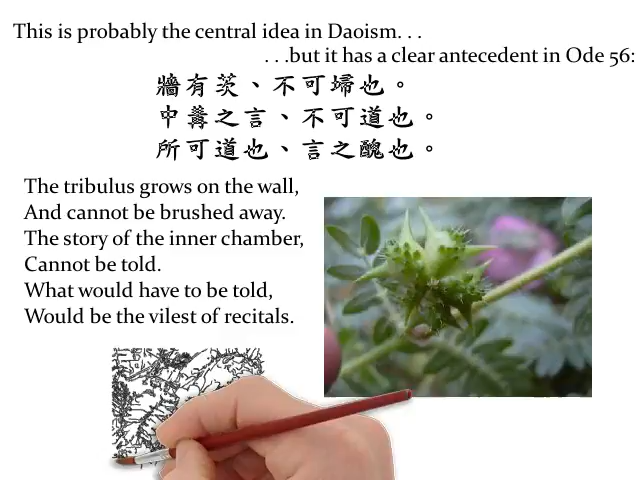 This is probably the central idea in Daoism. . .
. . .but it has a clear antecedent in Ode 56:
牆有茨、不可埽也。
中冓之言、不可道也。
所可道也、言之醜也。
The tribulus grows on the wall,
And cannot be brushed away.
The story of the inner chamber,
Cannot be told.
What would have to be told,
Would be the vilest of recitals.